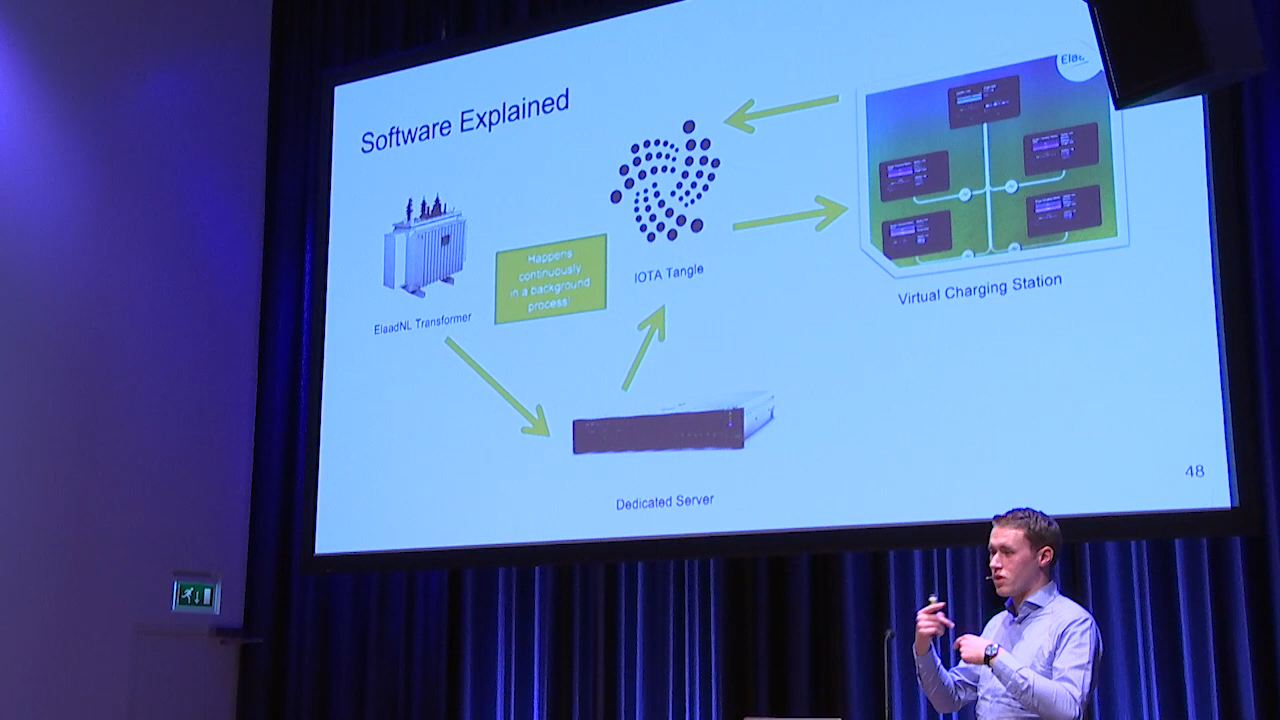 Software Explained
Happens
continuously
in a background
process!
IOTA Tangle
ElaadNL Transformer
Virtual Charging Station
Dedicated Server
48